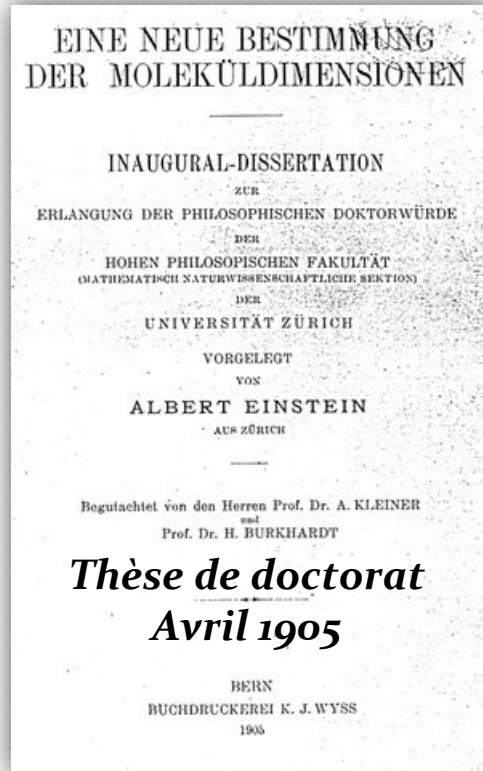 EINE NEUE BESTIMMUNG
DER MOLEKÜLDIMENSIONEN
INAUGURAL-DISSERTATION
ZUR
ERLANGUNG DER PHILOSOPHISCHEN DOKTORWÜRDE
DER
HOHEN PHILOSOPISCHEN FAKULTÄT
(MATHEMATISCH NATURWISSENSCHAFTLICHE SEKTION)
DER
UNIVERSITÄT ZÜRICH
VORGELEGT
VON
ALBERT EINSTEIN
AUS ZÜRICH
Begutachtet von den Herren Prof. Dr. A. KLEINER
und
Prof. Dr. H. BURKHARDT
Thèse de doctorat
Avril 1905
BERN
BUCHDRUCKEREI K. J. WYSS
1905